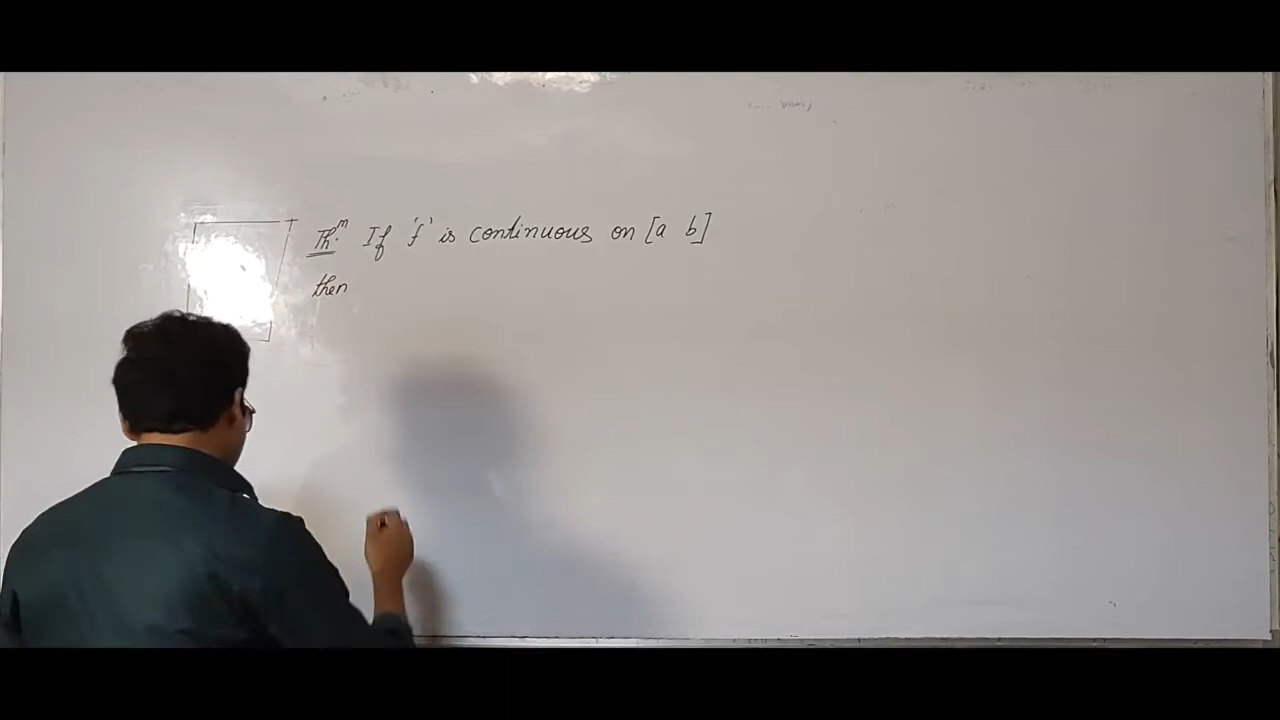 Th.m If 'f' is continuous on [a b]
then